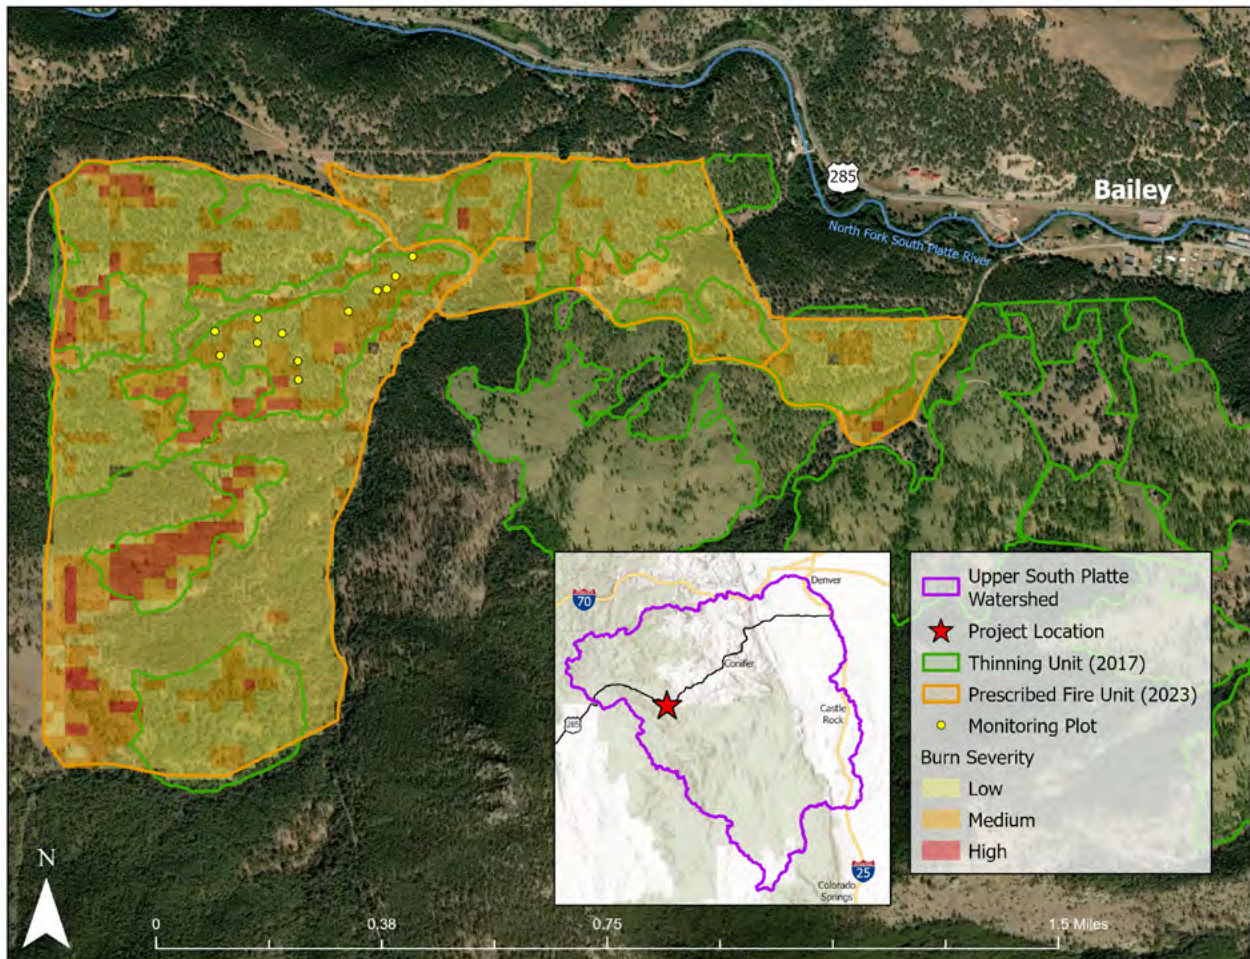 285
Bailey
North Fork South Platte River
Denver
70
Conifer
285
Castle
Rock
25
Colorado
Springs
Upper South Platte
Watershed
Project Location
Thinning Unit (2017)
Prescribed Fire Unit (2023)
Monitoring Plot
Burn Severity
Low
Medium
High
N
0
0.38
0.75
1.5 Miles